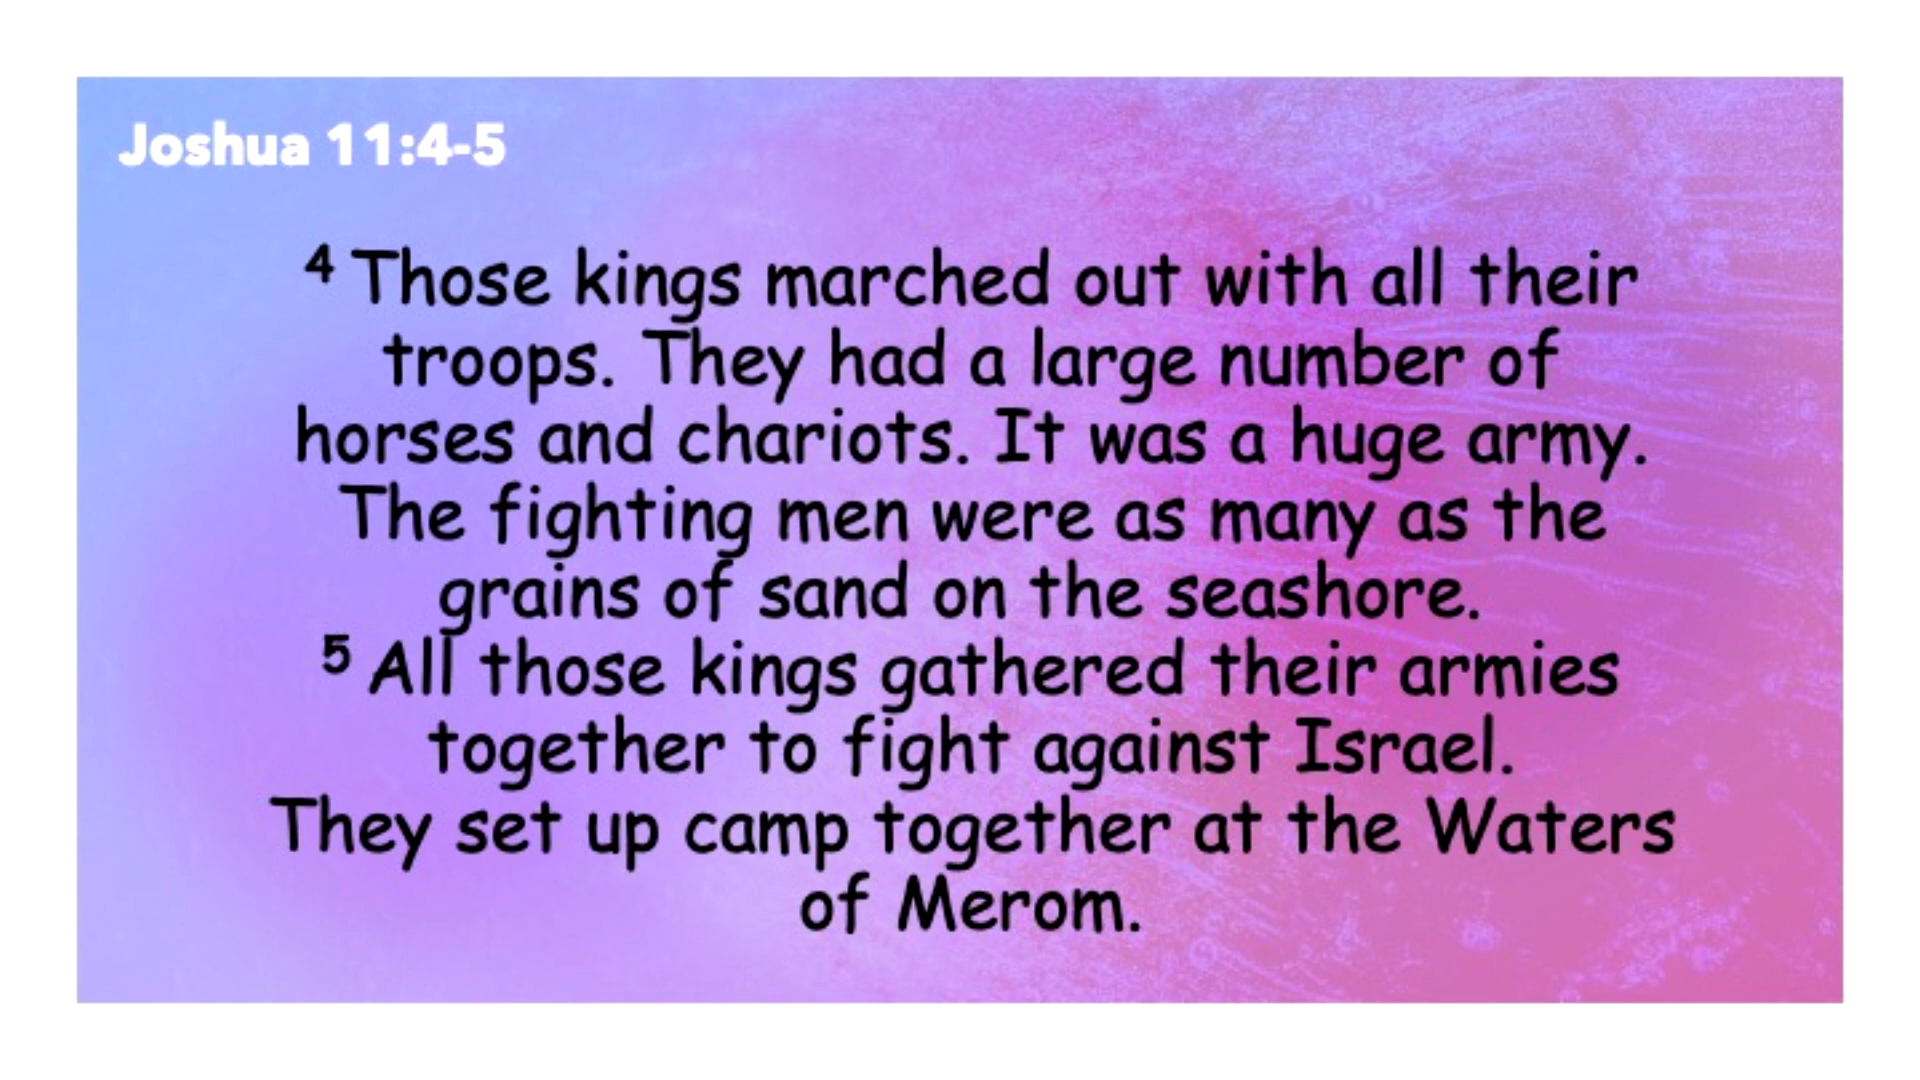 Joshua 11:4-5
4 Those kings marched out with all their
troops. They had a large number of
horses and chariots. It was a huge army.
The fighting men were as many as the
grains of sand on the seashore.
5 All those kings gathered their armies
together to fight against Israel.
They set up camp together at the Waters
of Merom.